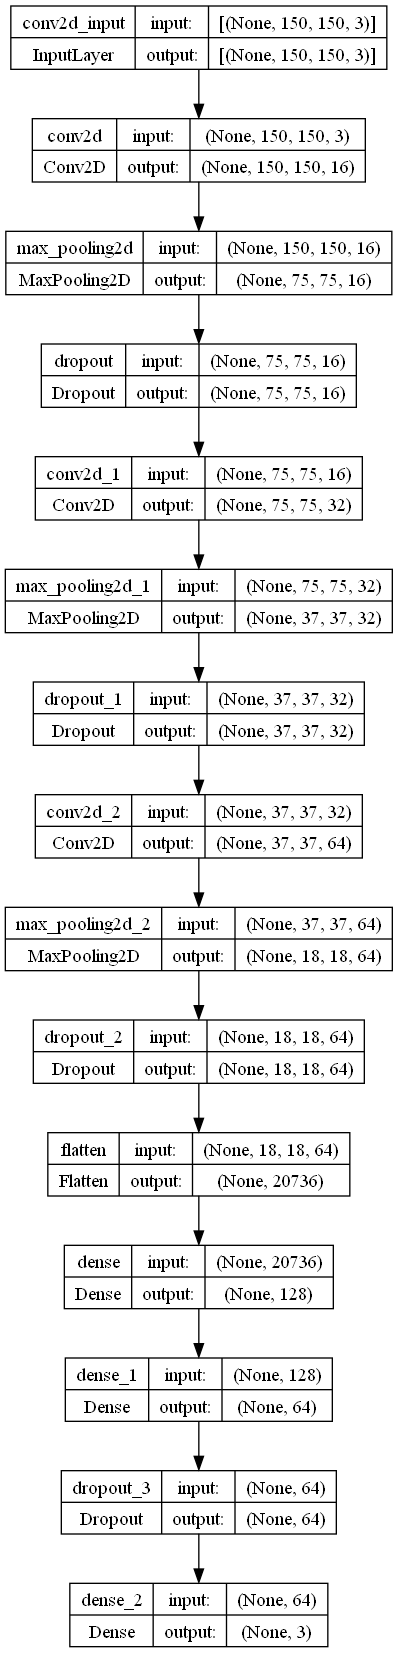 conv2d_input input: [(None, 150, 150, 3)]
InputLayer output: [(None, 150, 150, 3)]
conv2d input: (None, 150, 150, 3)
Conv2D output: (None, 150, 150, 16)
max_pooling2d input: (None, 150, 150, 16)
MaxPooling2D output: (None, 75, 75, 16)
dropout input: (None, 75, 75, 16)
Dropout output: (None, 75, 75, 16)
conv2d_1 input: (None, 75, 75, 16)
Conv2D output: (None, 75, 75, 32)
max_pooling2d_1 input: (None, 75, 75, 32)
MaxPooling2D output: (None, 37, 37, 32)
dropout_1 input: (None, 37, 37, 32)
Dropout output: (None, 37, 37, 32)
conv2d_2 input: (None, 37, 37, 32)
Conv2D output: (None, 37, 37, 64)
max_pooling2d_2 input: (None, 37, 37, 64)
MaxPooling2D output: (None, 18, 18, 64)
dropout_2 input: (None, 18, 18, 64)
Dropout output: (None, 18, 18, 64)
flatten input: (None, 18, 18, 64)
Flatten output: (None, 20736)
dense input: (None, 20736)
Dense output: (None, 128)
dense_1 input: (None, 128)
Dense output: (None, 64)
dropout_3 input: (None, 64)
Dropout output: (None, 64)
dense_2 input: (None, 64)
Dense output: (None, 3)